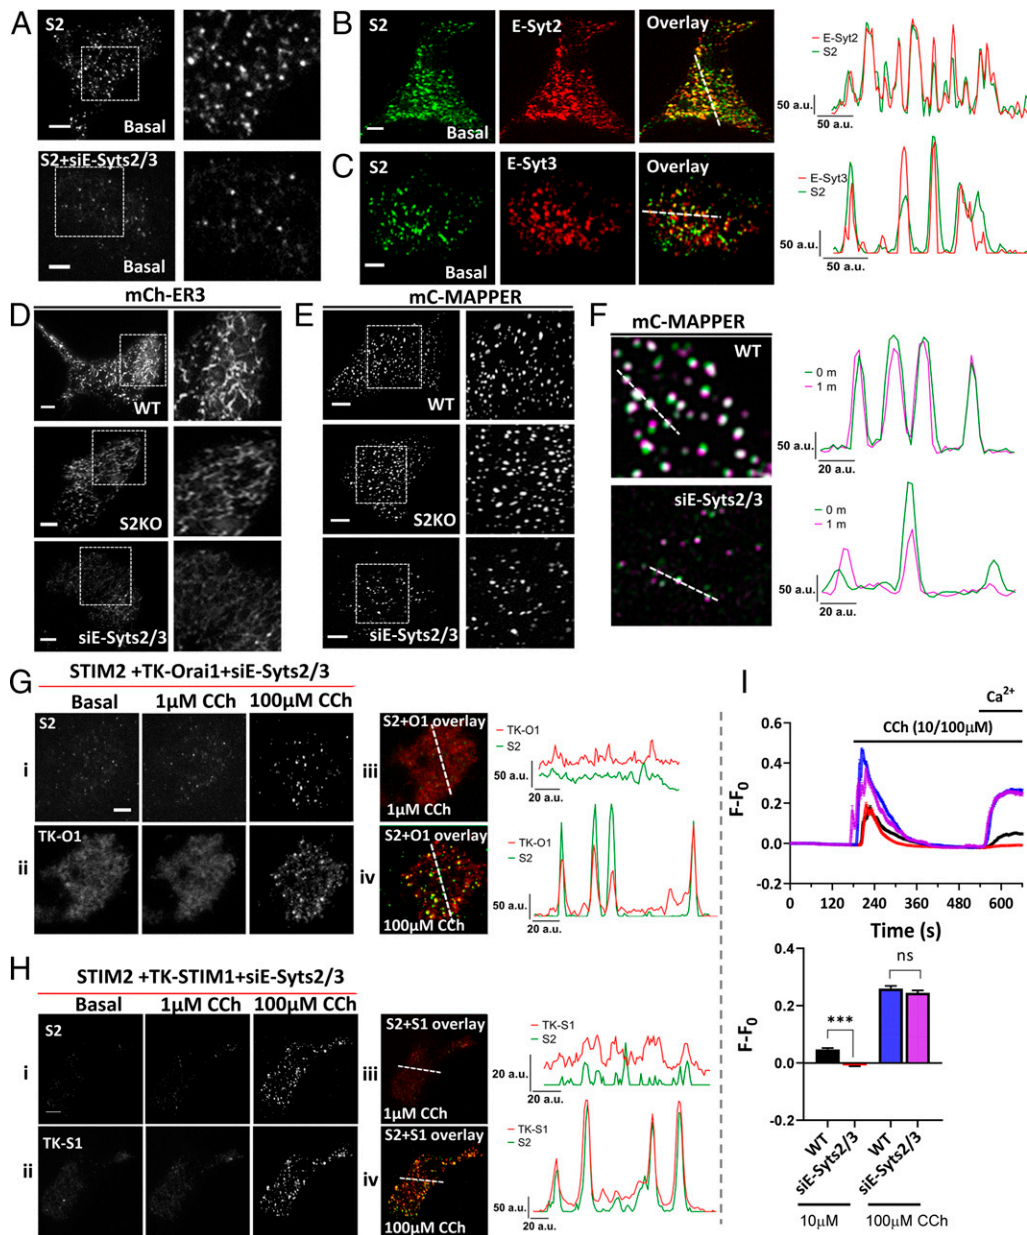 A
S2
Basal
S2+siE-Syts2/3
Basal
B
S2
E-Syt2
Overlay
Basal
E-Syt2
S2
50 a.u.
50 a.u.
C
S2
E-Syt3
Overlay
Basal
E-Syt3
S2
50 a.u.
50 a.u.
D
mCh-ER3
WT
S2KO
siE-Syts2/3
E
mC-MAPPER
WT
S2KO
siE-Syts2/3
F
mC-MAPPER
WT
siE-Syts2/3
0 m
1 m
50 a.u.
20 a.u.
0 m
1 m
50 a.u.
20 a.u.
G
STIM2 +TK-Orai1+siE-Syts2/3
Basal
1µM CCh
100µM CCh
i
S2
ii
TK-O1
iii
S2+O1 overlay
1µM CCh
TK-O1
S2
50 a.u.
20 a.u.
iv
S2+O1 overlay
100µM CCh
TK-O1
S2
50 a.u.
20 a.u.
H
STIM2 +TK-STIM1+siE-Syts2/3
Basal
1µM CCh
100µM CCh
i
S2
ii
TK-S1
iii
S2+S1 overlay
1µM CCh
TK-S1
S2
20 a.u.
20 a.u.
iv
S2+S1 overlay
100µM CCh
TK-S1
S2
50 a.u.
20 a.u.
I
Ca2+
CCh (10/100µM)
F-F0
0.6
0.4
0.2
0.0
-0.2
0
120
240
360
480
600
Time (s)
F-F0
0.4
0.2
0.0
-0.2
***
ns
WT
siE-Syts2/3
WT
siE-Syts2/3
10µM
100µM CCh